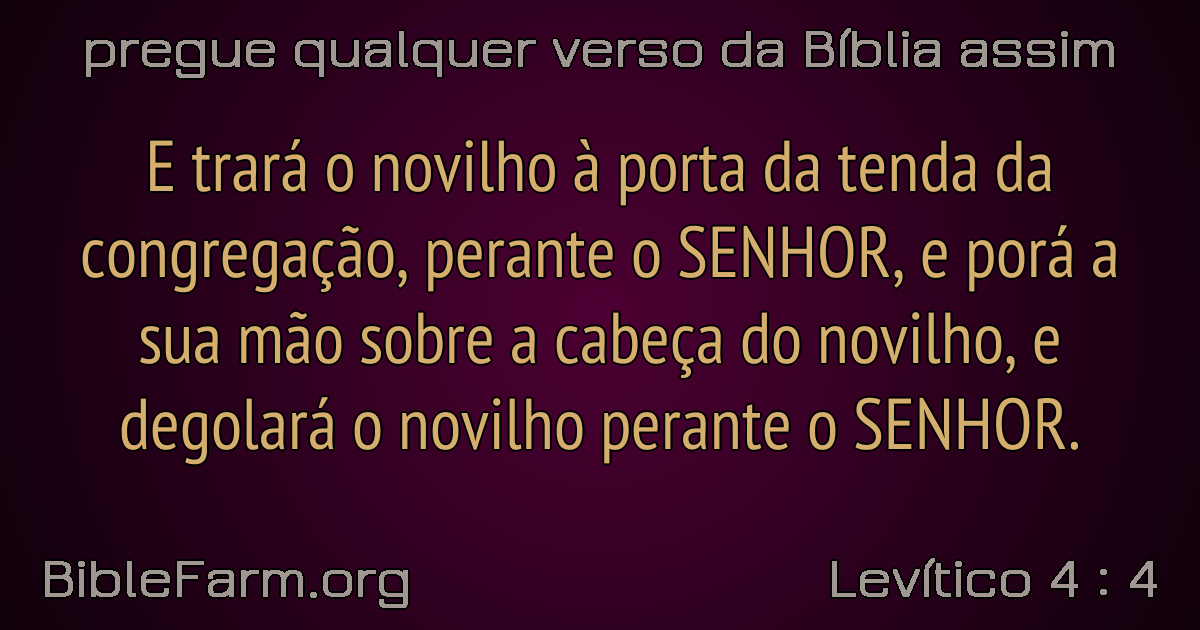 pregue qualquer verso da Bíblia assim
E trará o novilho à porta da tenda da
congregação, perante o SENHOR, e porá a
sua mão sobre a cabeça do novilho, e
degolará o novilho perante o SENHOR.
BibleFarm.org
Levítico 4 : 4